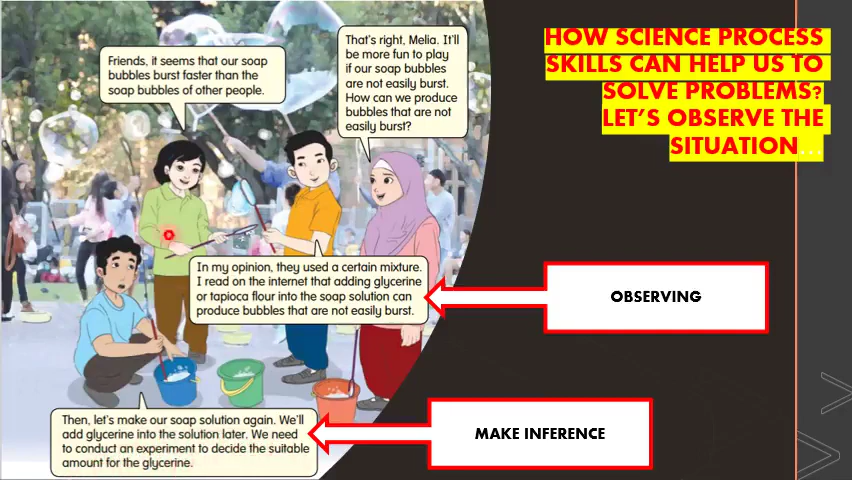 Friends, it seems that our soap
bubbles burst faster than the
soap bubbles of other people.
That's right, Melia. It'll
be more fun to play
if our soap bubbles
are not easily burst.
How can we produce
bubbles that are not
easily burst?
In my opinion, they used a certain mixture.
I read on the internet that adding glycerine
or tapioca flour into the soap solution can
produce bubbles that are not easily burst.
Then, let's make our soap solution again. We'll
add glycerine into the solution later. We need
to conduct an experiment to decide the suitable
amount for the glycerine.
HOW SCIENCE PROCESS
SKILLS CAN HELP US TO
SOLVE PROBLEMS?
LET'S OBSERVE THE
SITUATION...
OBSERVING
MAKE INFERENCE